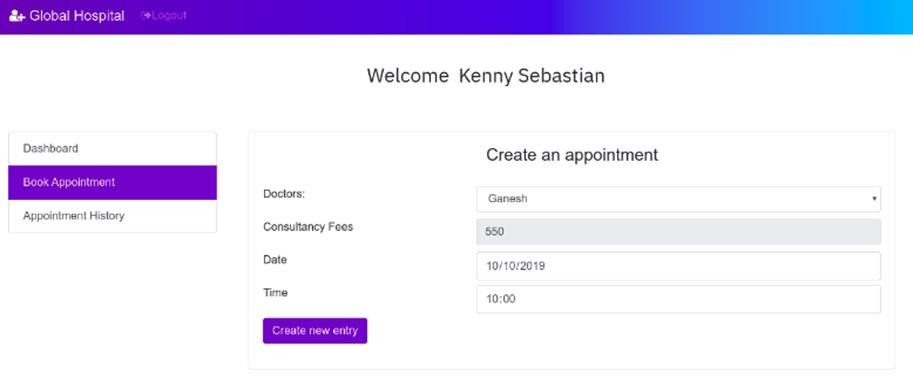 Global Hospital Logout
Welcome Kenny Sebastian
Dashboard
Book Appointment
Appointment History
Create an appointment
Doctors: Ganesh
Consultancy Fees 550
Date 10/10/2019
Time 10:00
Create new entry